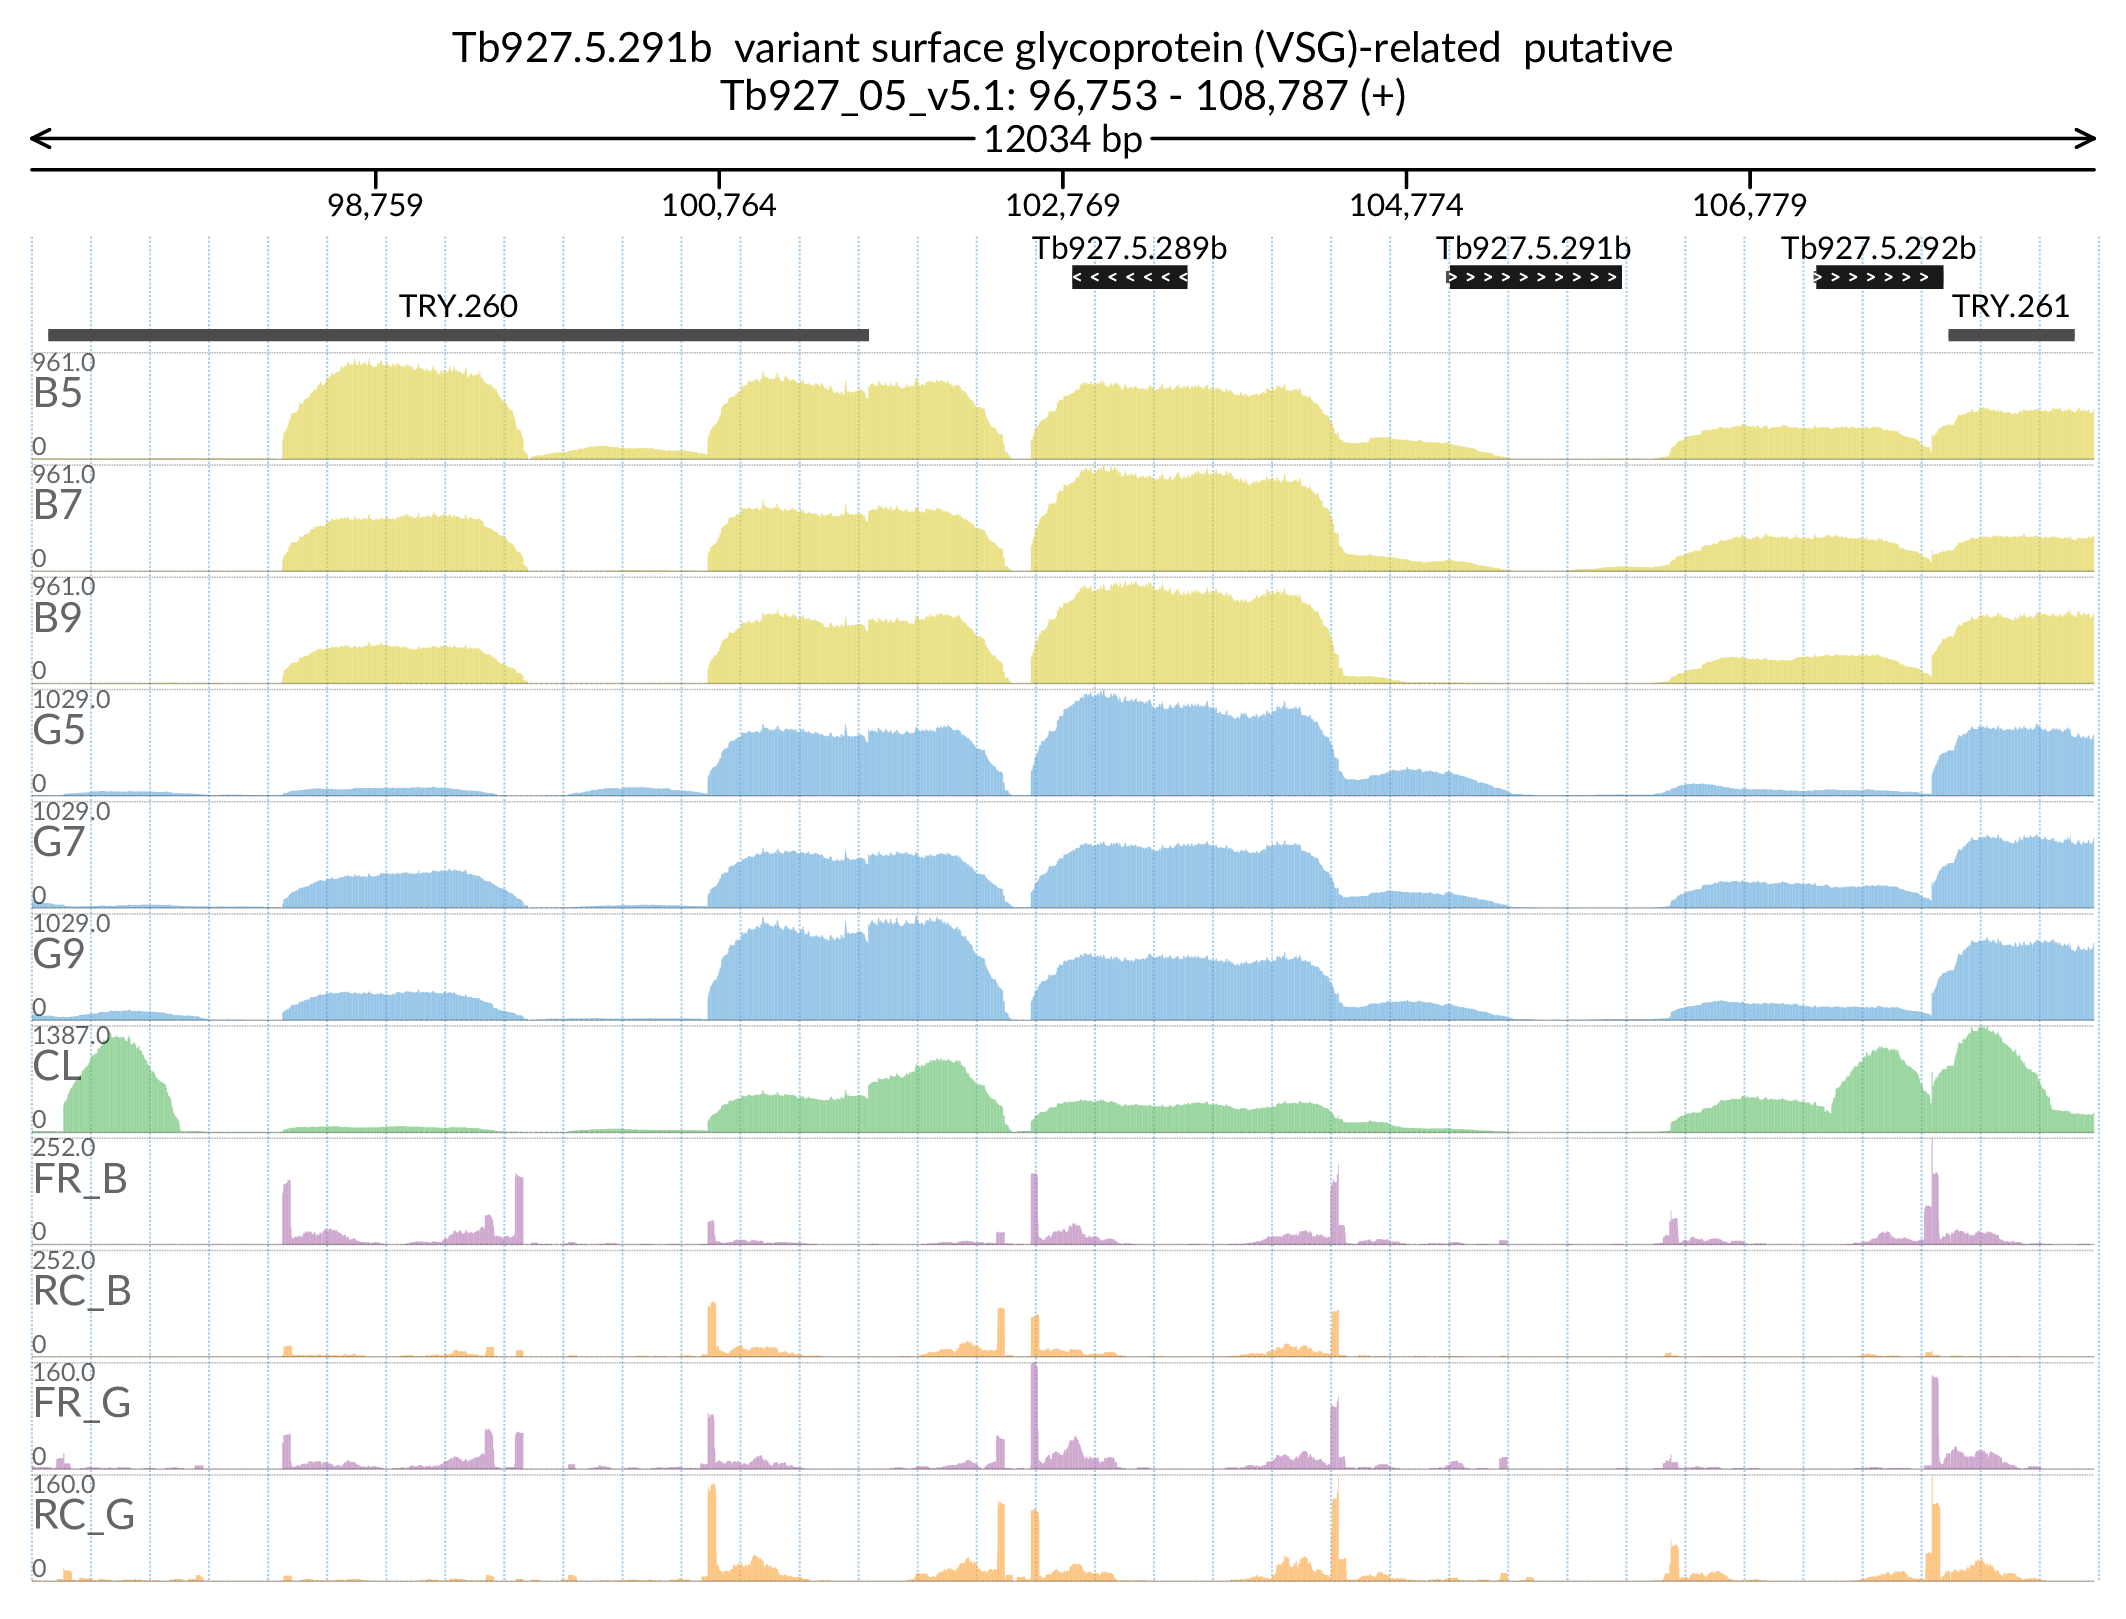 Tb927.5.291b  variant surface glycoprotein (VSG)-related  putative
Tb927_05_v5.1: 96,753 - 108,787 (+)
12034 bp
98,759 100,764 102,769 104,774 106,779
Tb927.5.289b Tb927.5.291b Tb927.5.292b
TRY.260 TRY.261
961.0
B5
0
961.0
B7
0
961.0
B9
0
1029.0
G5
0
1029.0
G7
0
1029.0
G9
0
1387.0
CL
0
252.0
FR_B
0
252.0
RC_B
0
160.0
FR_G
0
160.0
RC_G
0